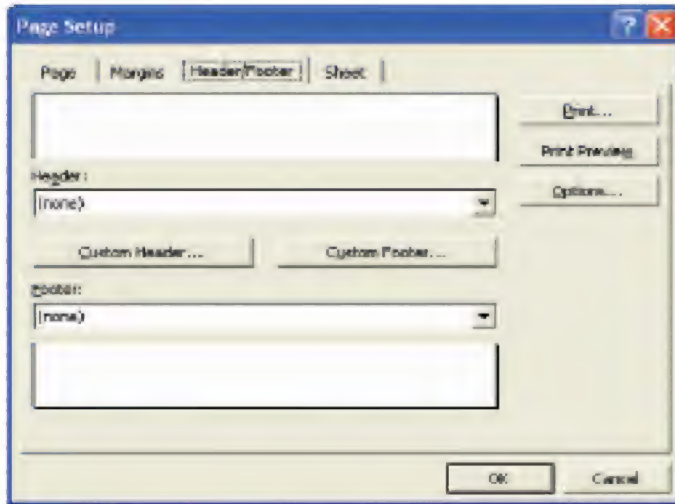 Page Setup
Page Margins Header/Footer Sheet
Print...
Print Preview
Header:
(none)
Options...
Custom Header... Custom Footer...
Footer:
(none)
OK Cancel